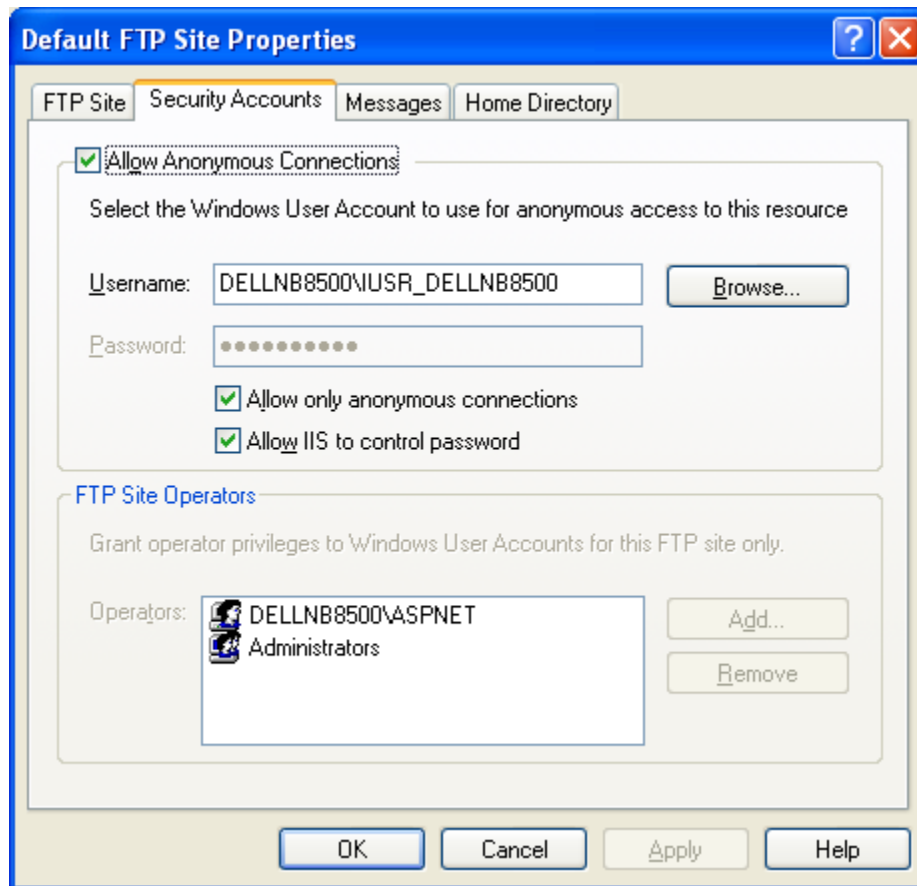 Default FTP Site Properties
FTP Site Security Accounts Messages Home Directory
Allow Anonymous Connections
Select the Windows User Account to use for anonymous access to this resource
Username: DELLNB8500\IUSR_DELLNB8500 Browse...
Password: ●●●●●●●●●●
Allow only anonymous connections
Allow IIS to control password
FTP Site Operators
Grant operator privileges to Windows User Accounts for this FTP site only.
Operators: DELLNB8500\ASPNET Add...
Administrators
Remove
OK Cancel Apply Help